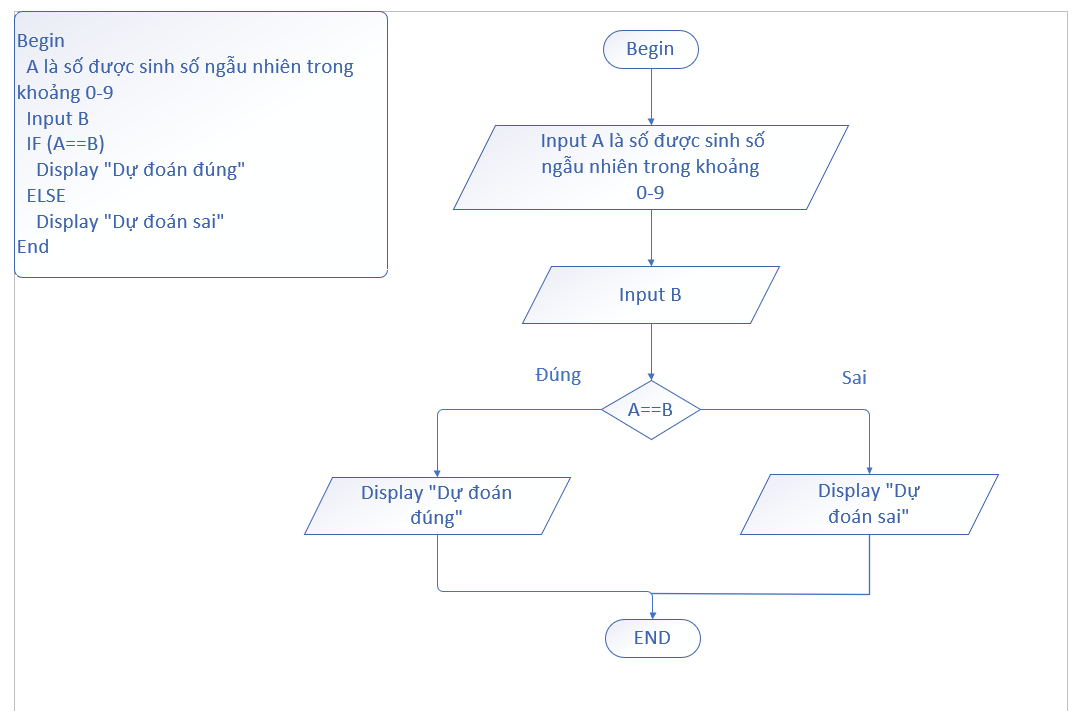 Begin
A là số được sinh số ngẫu nhiên trong
khoảng 0-9
Input B
IF (A==B)
Display "Dự đoán đúng"
ELSE
Display "Dự đoán sai"
End
Begin
Input A là số được sinh số
ngẫu nhiên trong khoảng
0-9
Input B
Đúng
Sai
A==B
Display "Dự đoán
đúng"
Display "Dự
đoán sai"
END